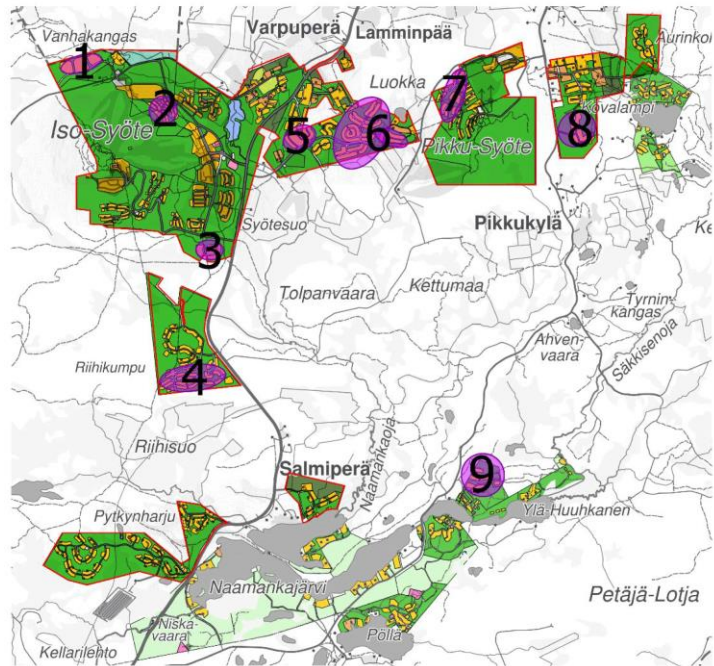 Vanhakangas
Varpuperä
Lamminpää
Aurinko
1
Luokka
2
7
Iso-Syöte
5
6
8
Kovalampi
Pikku-Syöte
Syötesuo
3
Pikkukylä
Ke
Tolpanvaara
Kettumaa
Tyrnin-
kangas
Riihikumpu
4
Ahven-
vaara
Säkkisenoja
Riihisuo
Naamankaoja
Salmiperä
9
Pytkynharju
Ylä-Huuhkanen
Naamankajärvi
Petäjä-Lotja
Niska-
vaara
Pöllä
Kellarilehto